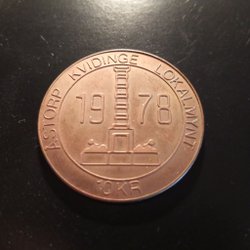 ÅSTORP KVIDINGE LOKALMYNT
1978
10 KR